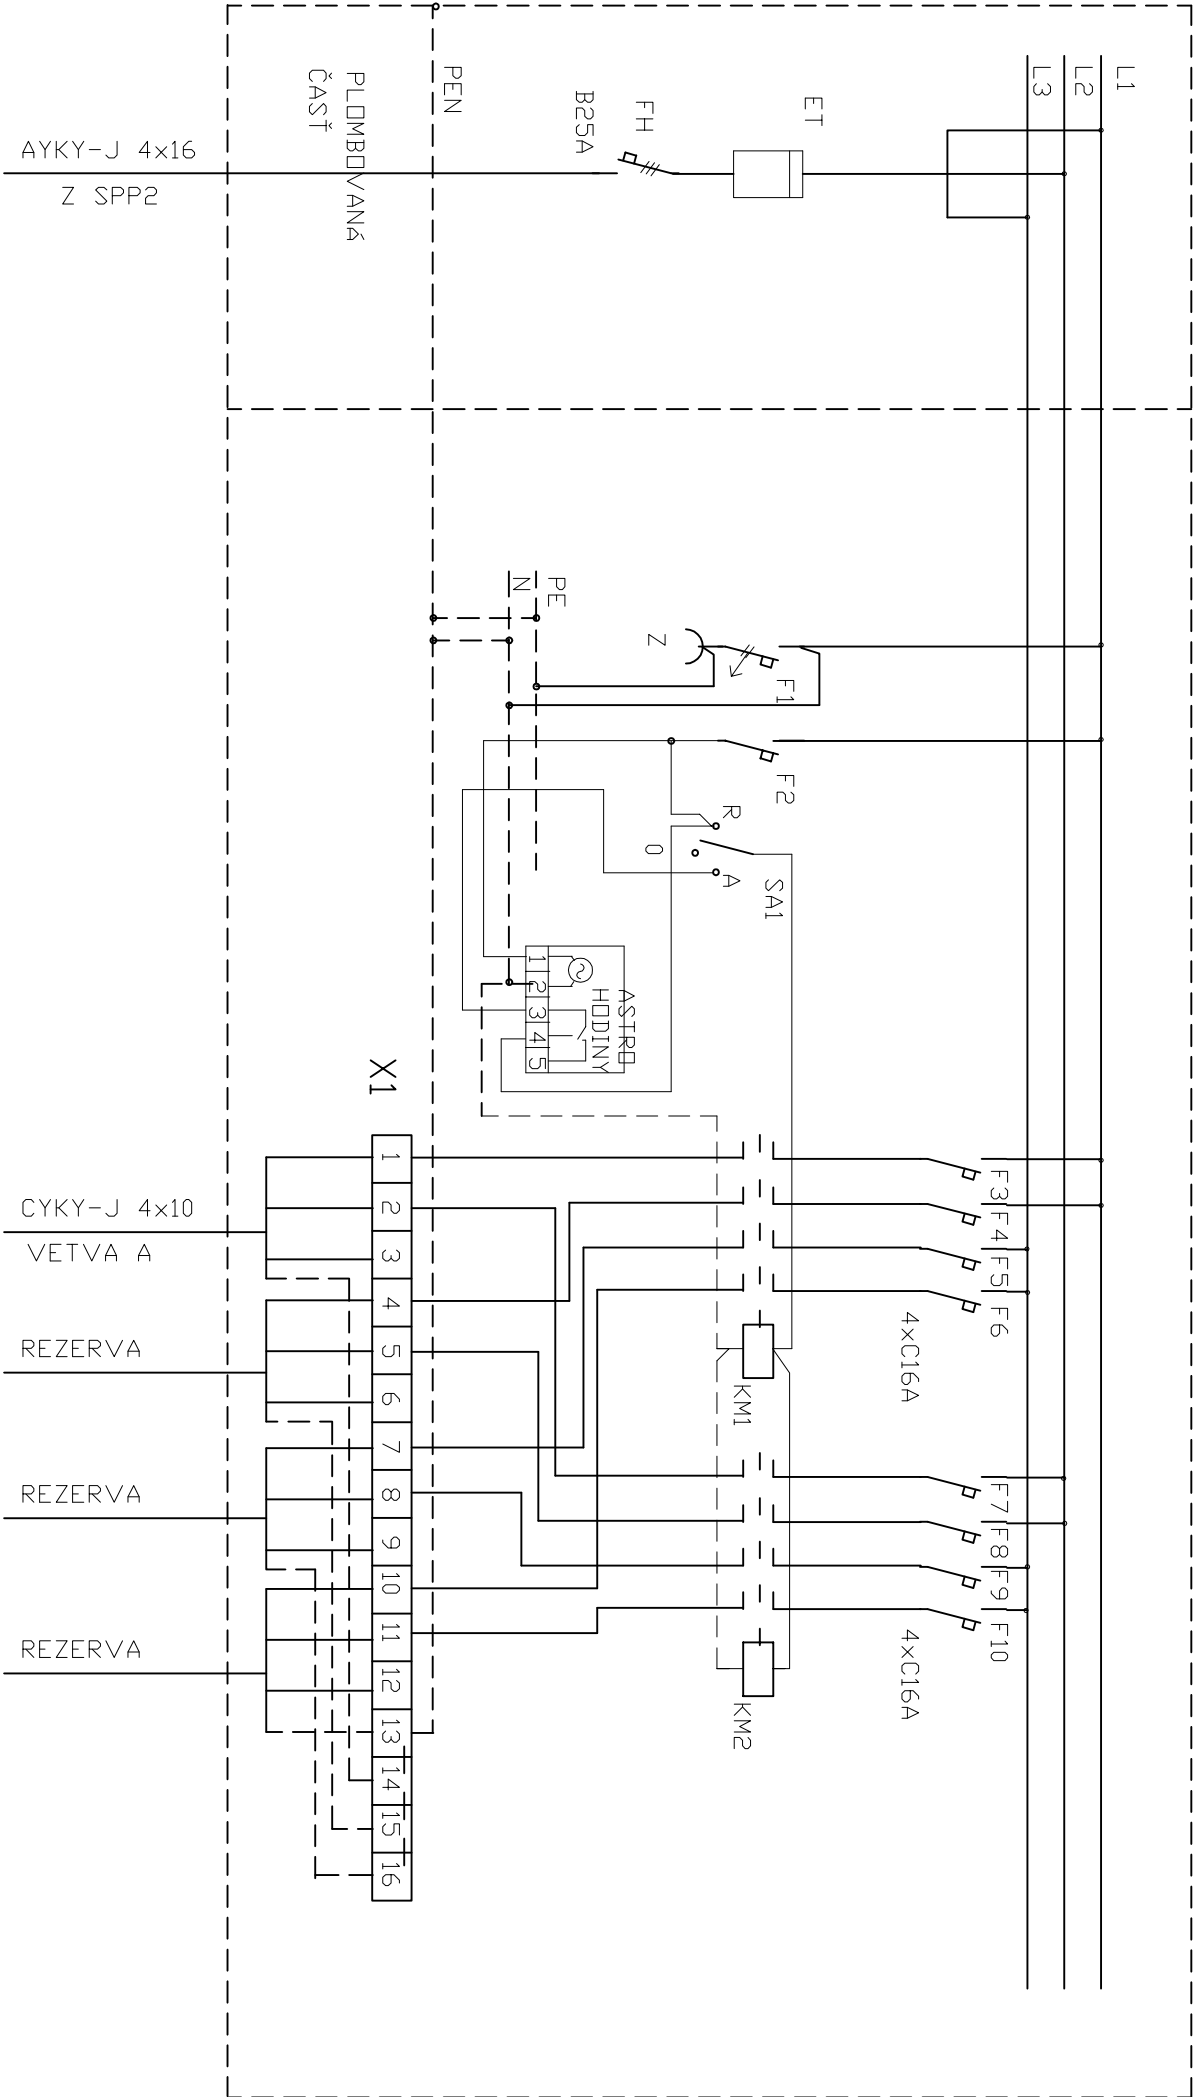 L1
L2
L3
ET
FH
B25A
PEN
PLOMBOVANÁ
ČASŤ
AYKY-J 4x16
Z SPP2
PE
N
Z
F1
F2
R
0
A
SA1
ASTRO
HODINY
1
2
3
4
5
X1
1
2
3
4
5
6
7
8
9
10
11
12
13
14
15
16
F3
F4
F5
F6
4xC16A
KM1
F7
F8
F9
F10
4xC16A
KM2
CYKY-J 4x10
VETVA A
REZERVA
REZERVA
REZERVA